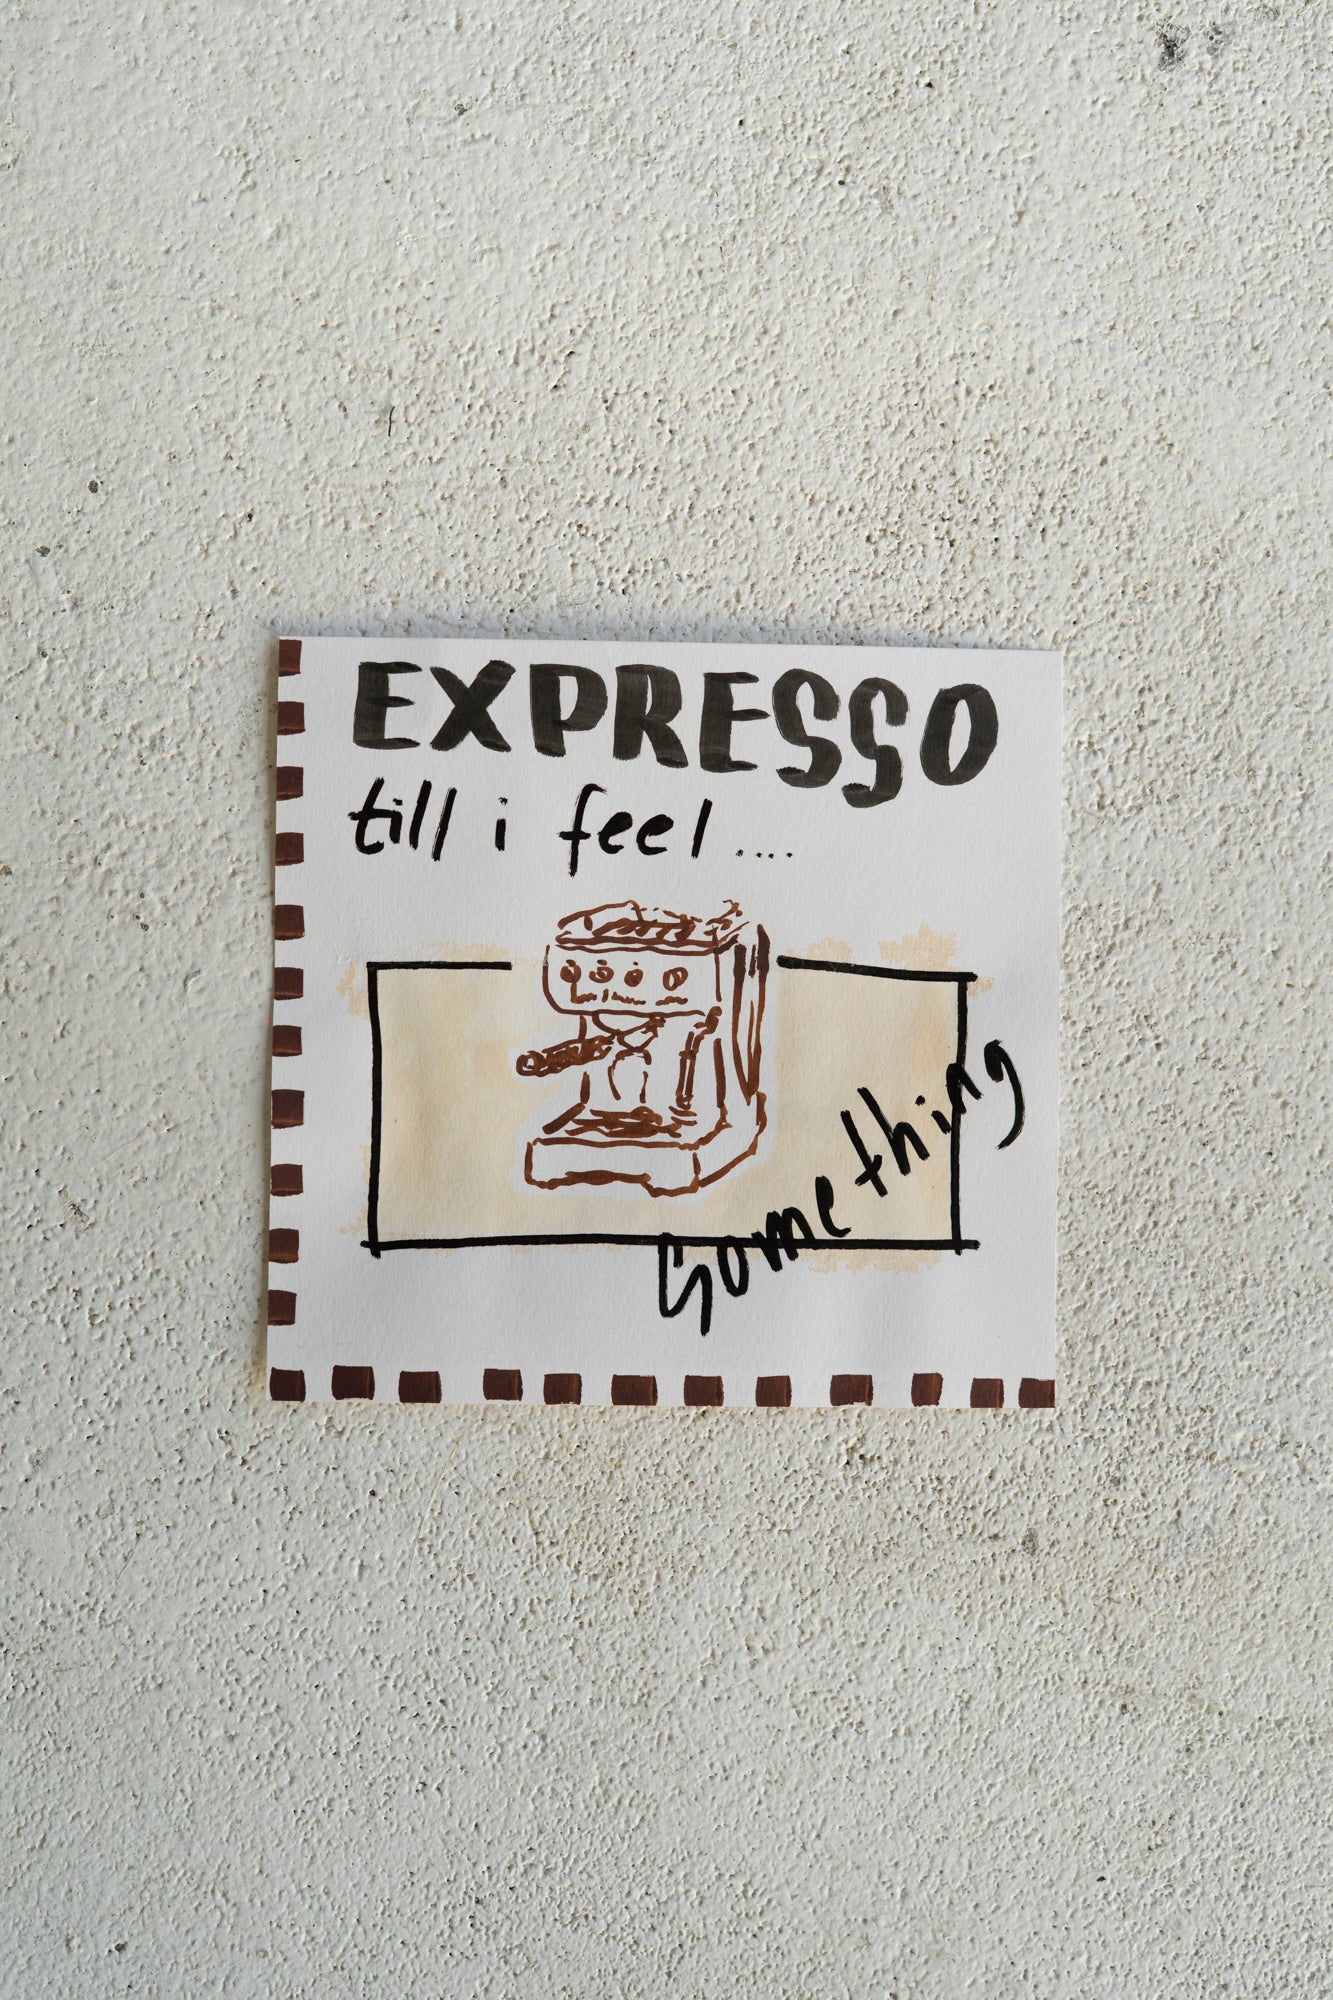 EXPRESSO
till i feel ....
Something